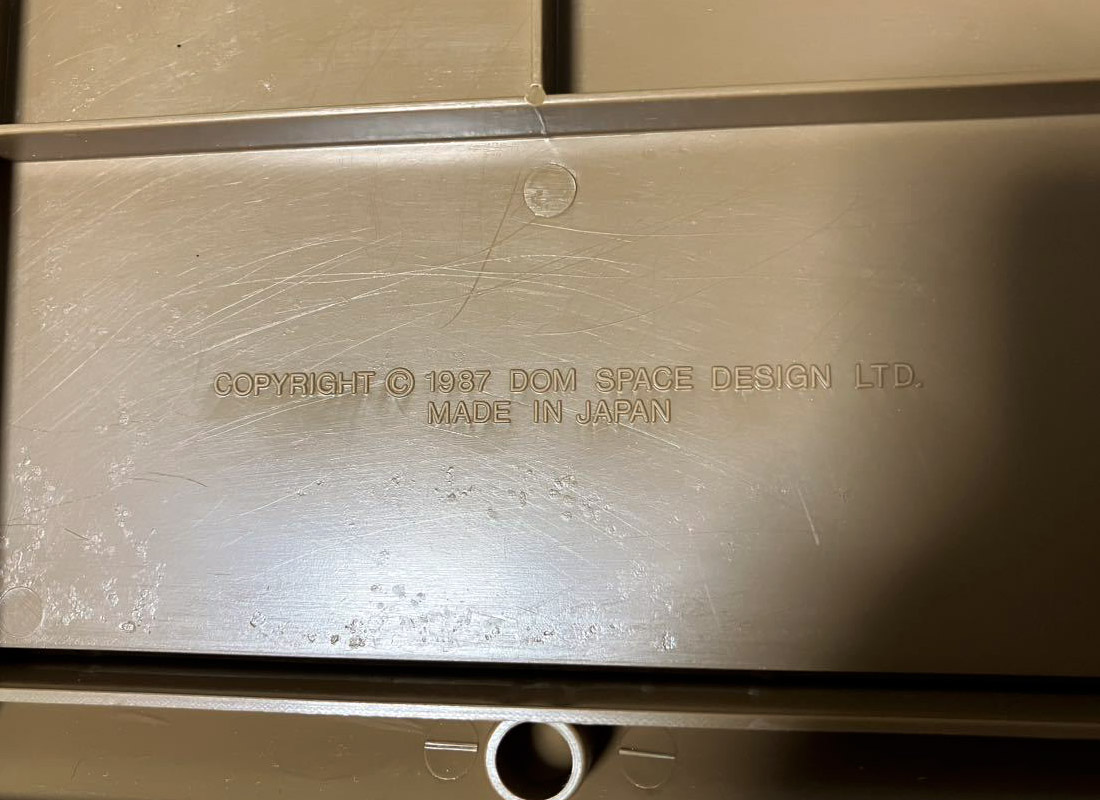 COPYRIGHT © 1987 DOM SPACE DESIGN LTD.
MADE IN JAPAN